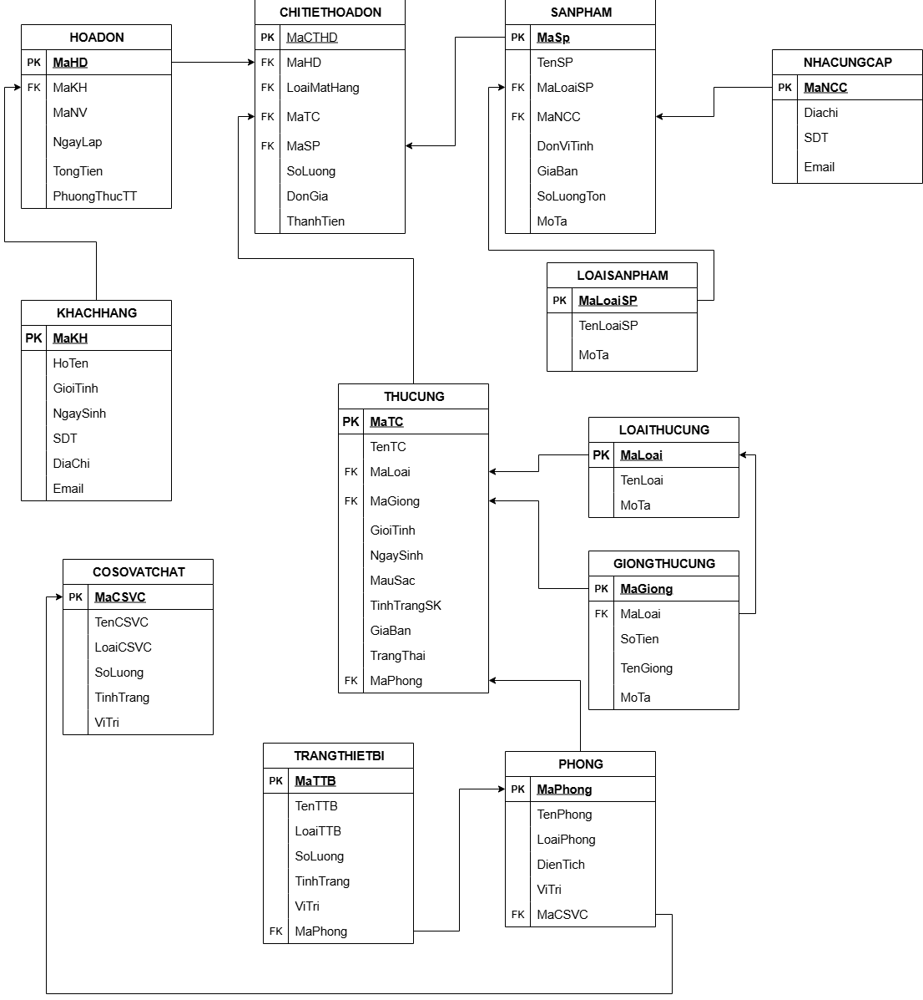 HOADON
PK MaHD
FK MaKH
MaNV
NgayLap
TongTien
PhuongThucTT
CHITIETHOADON
PK MaCTHD
FK MaHD
FK LoaiMatHang
FK MaTC
FK MaSP
SoLuong
DonGia
ThanhTien
SANPHAM
PK MaSp
TenSP
FK MaLoaiSP
FK MaNCC
DonViTinh
GiaBan
SoLuongTon
MoTa
NHACUNGCAP
PK MaNCC
Diachi
SDT
Email
LOAISANPHAM
PK MaLoaiSP
TenLoaiSP
MoTa
KHACHHANG
PK MaKH
HoTen
GioiTinh
NgaySinh
SDT
DiaChi
Email
THUCUNG
PK MaTC
TenTC
FK MaLoai
FK MaGiong
GioiTinh
NgaySinh
MauSac
TinhTrangSK
GiaBan
TrangThai
FK MaPhong
LOAITHUCUNG
PK MaLoai
TenLoai
MoTa
GIONGTHUCUNG
PK MaGiong
FK MaLoai
SoTien
TenGiong
MoTa
COSOVATCHAT
PK MaCSVC
TenCSVC
LoaiCSVC
SoLuong
TinhTrang
ViTri
TRANGTHIETBI
PK MaTTB
TenTTB
LoaiTTB
SoLuong
TinhTrang
ViTri
FK MaPhong
PHONG
PK MaPhong
TenPhong
LoaiPhong
DienTich
ViTri
FK MaCSVC